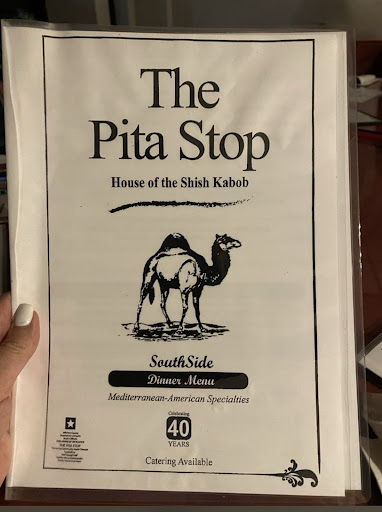 The
Pita Stop
House of the Shish Kabob
SouthSide
Dinner Menu
Mediterranean-American Specialties
Celebrating
40
YEARS
Catering Available